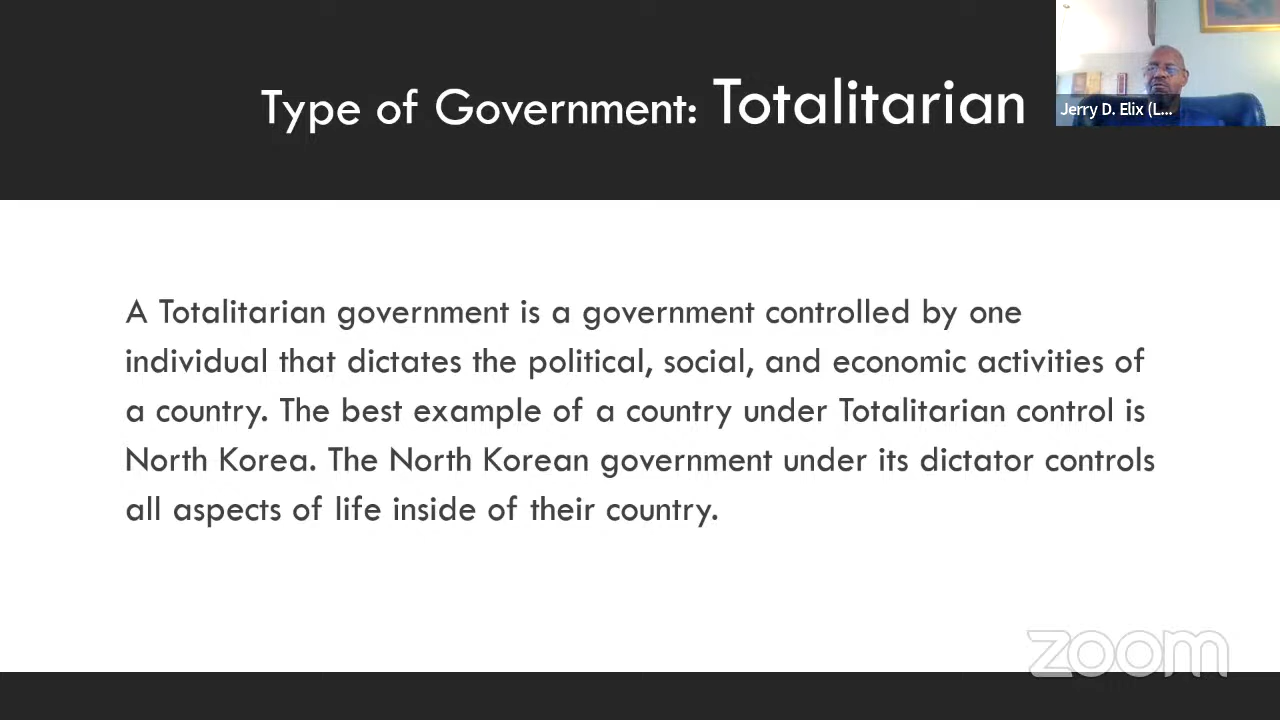 Type of Government: Totalitarian
Jerry D. Elix (L...
A Totalitarian government is a government controlled by one
individual that dictates the political, social, and economic activities of
a country. The best example of a country under Totalitarian control is
North Korea. The North Korean government under its dictator controls
all aspects of life inside of their country.
zoom